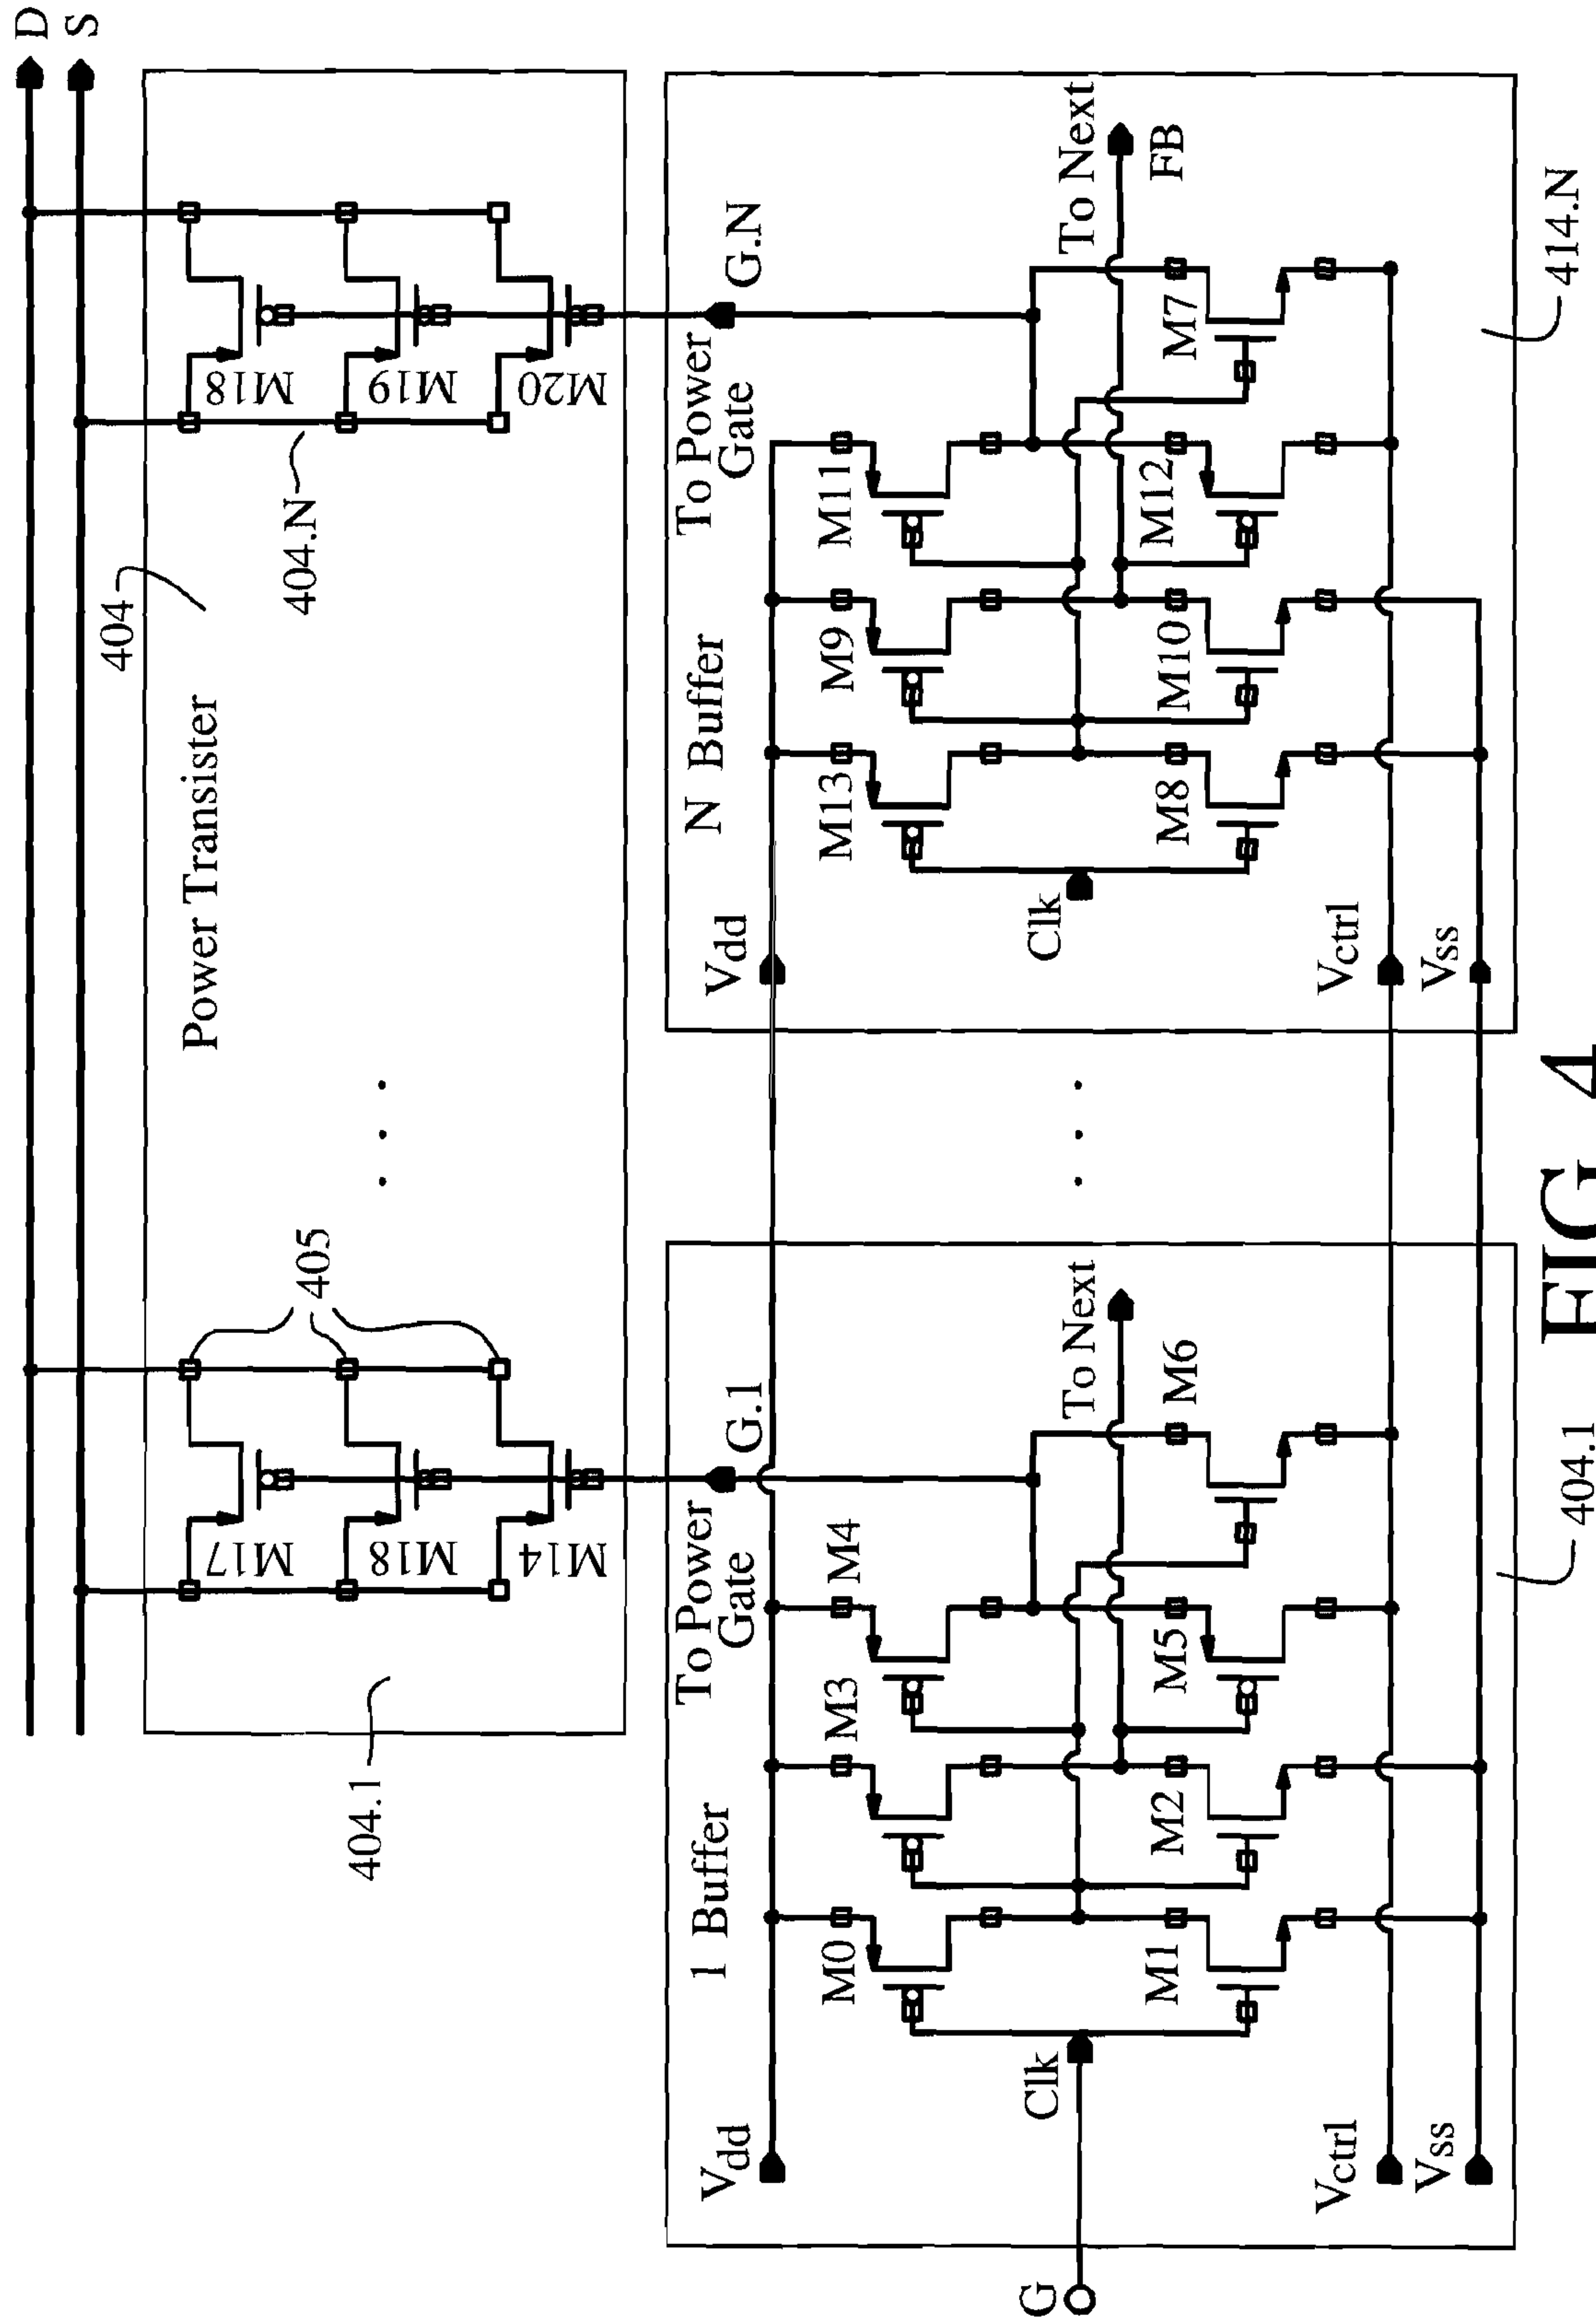 D
S
404
Power Transister
404.1
M17
M18
M14
405
404.N
M18
M19
M20
1 Buffer
To Power
Gate
G.1
Vdd
M0
M3
M4
G
Clk
To Next
M1
M2
M5
M6
Vctrl
Vss
404.1
N Buffer
To Power
Gate
G.N
Vdd
M13
M9
M11
Clk
To Next
FB
M8
M10
M12
M7
Vctrl
Vss
414.N
FIG. 4